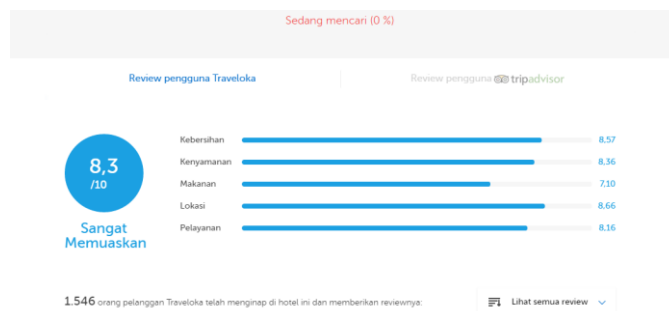 Sedang mencari (0 %)
Review pengguna Traveloka
Review pengguna tripadvisor
8,3
/10
Sangat
Memuaskan
Kebersihan 8,57
Kenyamanan 8,36
Makanan 7,10
Lokasi 8,66
Pelayanan 8,16
1.546 orang pelanggan Traveloka telah menginap di hotel ini dan memberikan reviewnya:
Lihat semua review